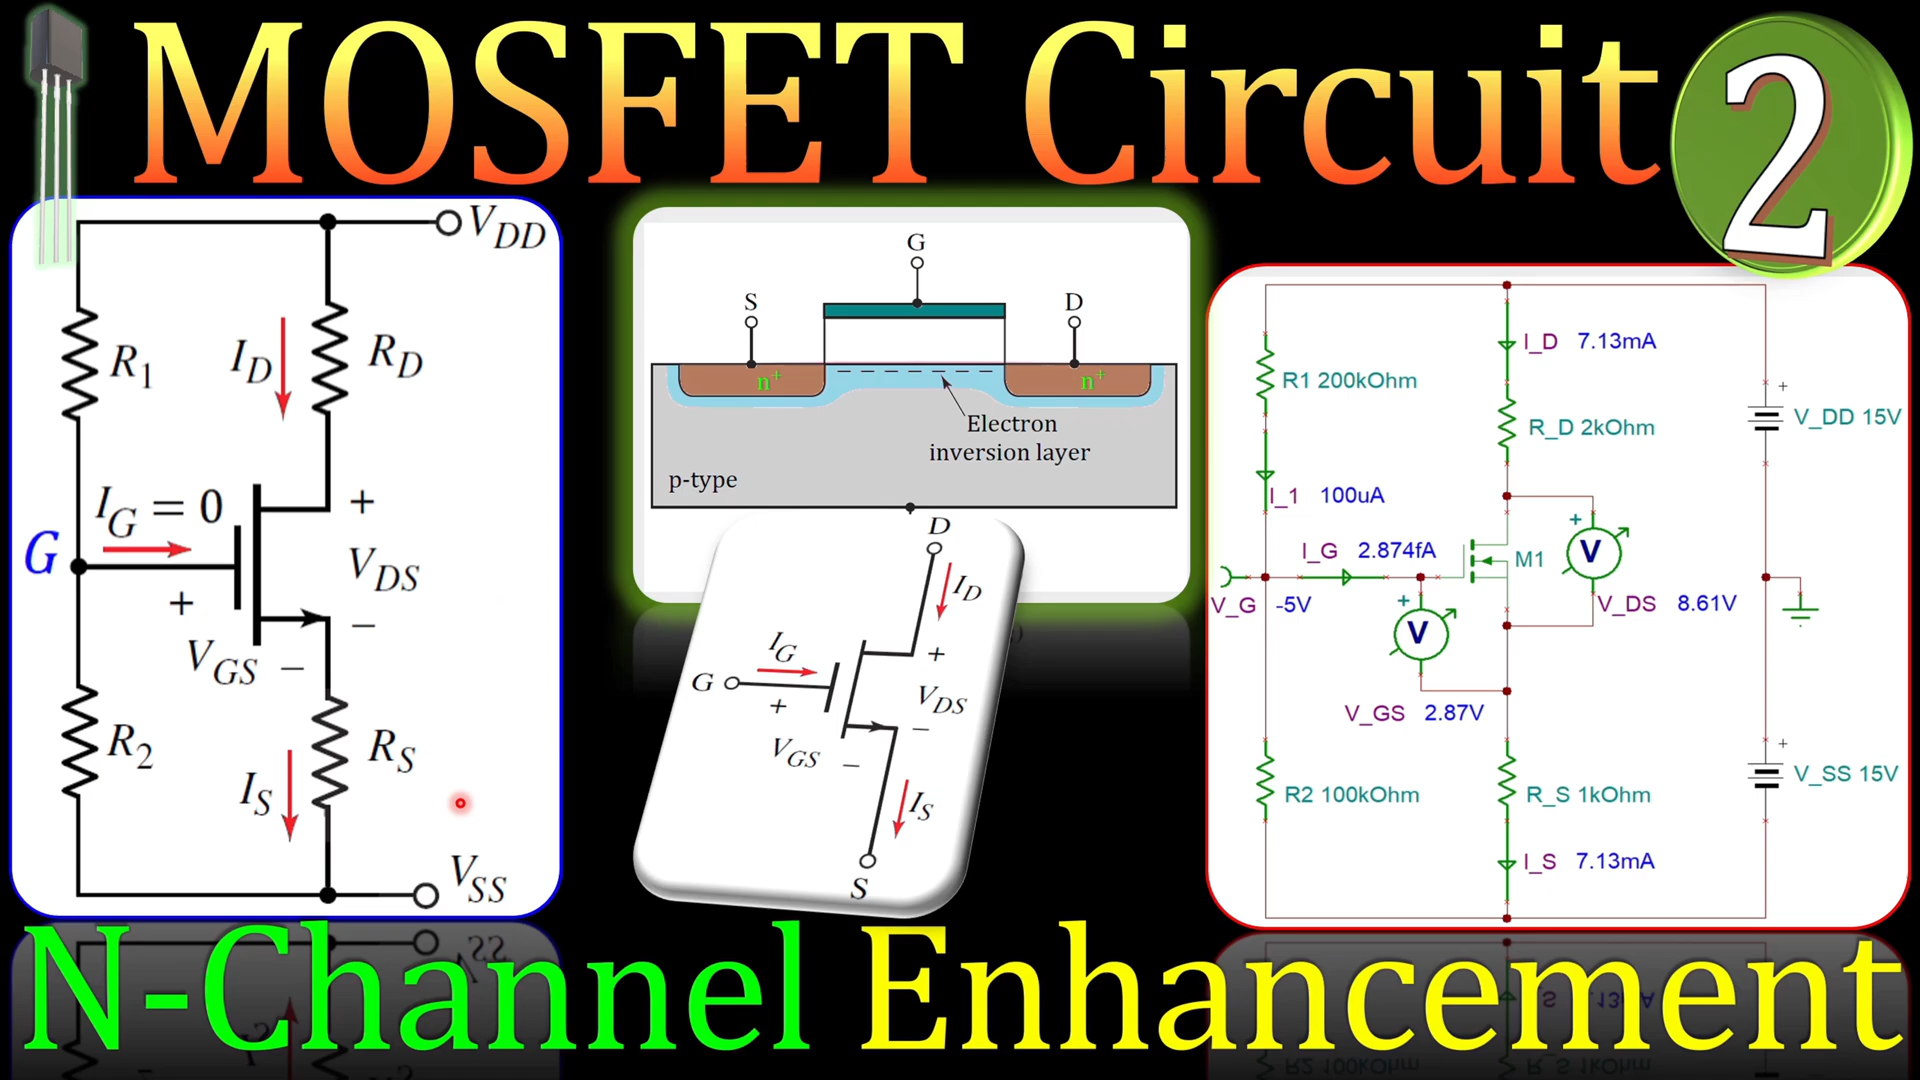 MOSFET Circuit 2
V_DD
R_1
I_D
R_D
I_G = 0
+
G
V_DS
+
−
V_GS −
R_2
R_S
I_S
V_SS
G
S
D
n+
n+
Electron
inversion layer
p-type
D
I_D
I_G
+
G
V_DS
+
−
V_GS −
I_S
S
I_D 7.13mA
R1 200kOhm
R_D 2kOhm
+
V_DD 15V
I_1 100uA
+
I_G 2.874fA
M1
V
V_G -5V
+
V_DS 8.61V
V
V_GS 2.87V
+
V_SS 15V
R2 100kOhm
R_S 1kOhm
I_S 7.13mA
N-Channel Enhancement